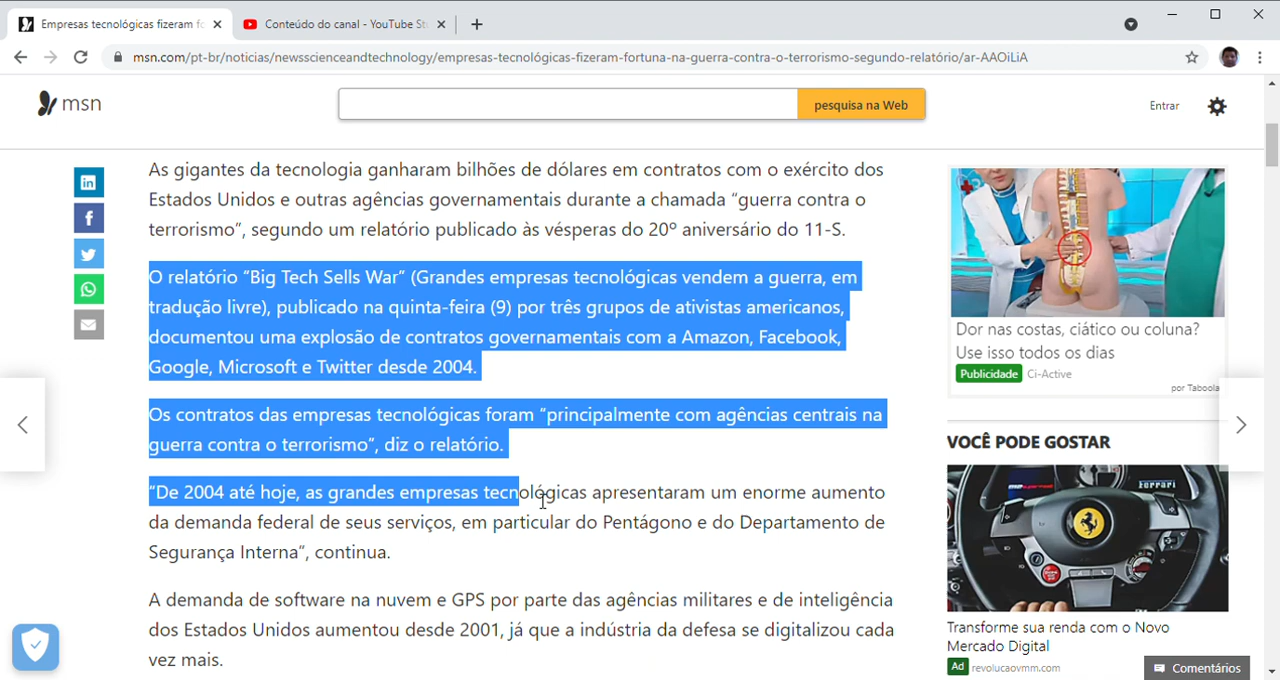 Empresas tecnológicas fizeram fo
Conteúdo do canal - YouTube St
msn.com/pt-br/noticias/newsscienceandtechnology/empresas-tecnológicas-fizeram-fortuna-na-guerra-contra-o-terrorismo-segundo-relatório/ar-AAOiLiA
msn
pesquisa na Web
Entrar
As gigantes da tecnologia ganharam bilhões de dólares em contratos com o exército dos
Estados Unidos e outras agências governamentais durante a chamada “guerra contra o
terrorismo”, segundo um relatório publicado às vésperas do 20º aniversário do 11-S.
O relatório “Big Tech Sells War” (Grandes empresas tecnológicas vendem a guerra, em
tradução livre), publicado na quinta-feira (9) por três grupos de ativistas americanos,
documentou uma explosão de contratos governamentais com a Amazon, Facebook,
Google, Microsoft e Twitter desde 2004.
Os contratos das empresas tecnológicas foram “principalmente com agências centrais na
guerra contra o terrorismo”, diz o relatório.
“De 2004 até hoje, as grandes empresas tecnológicas apresentaram um enorme aumento
da demanda federal de seus serviços, em particular do Pentágono e do Departamento de
Segurança Interna”, continua.
A demanda de software na nuvem e GPS por parte das agências militares e de inteligência
dos Estados Unidos aumentou desde 2001, já que a indústria da defesa se digitalizou cada
vez mais.
Dor nas costas, ciático ou coluna?
Use isso todos os dias
Publicidade Ci-Active
por Taboola
VOCÊ PODE GOSTAR
Ferrari
Transforme sua renda com o Novo
Mercado Digital
Ad revolucaovmm.com
Comentários